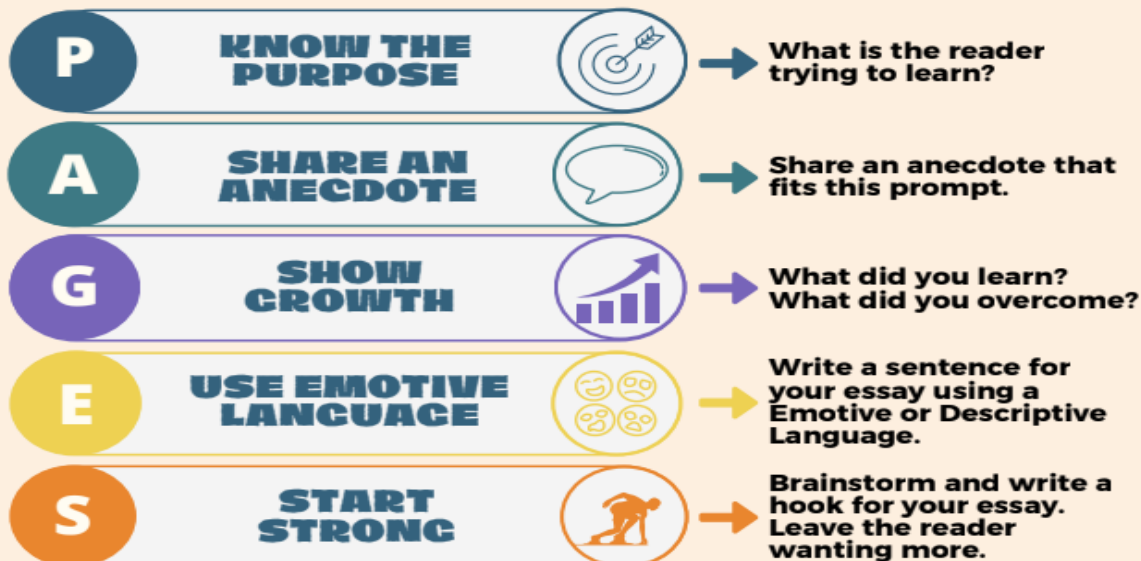 P
KNOW THE
PURPOSE
What is the reader
trying to learn?
A
SHARE AN
ANECDOTE
Share an anecdote that
fits this prompt.
G
SHOW
GROWTH
What did you learn?
What did you overcome?
E
USE EMOTIVE
LANGUAGE
Write a sentence for
your essay using a
Emotive or Descriptive
Language.
S
START
STRONG
Brainstorm and write a
hook for your essay.
Leave the reader
wanting more.